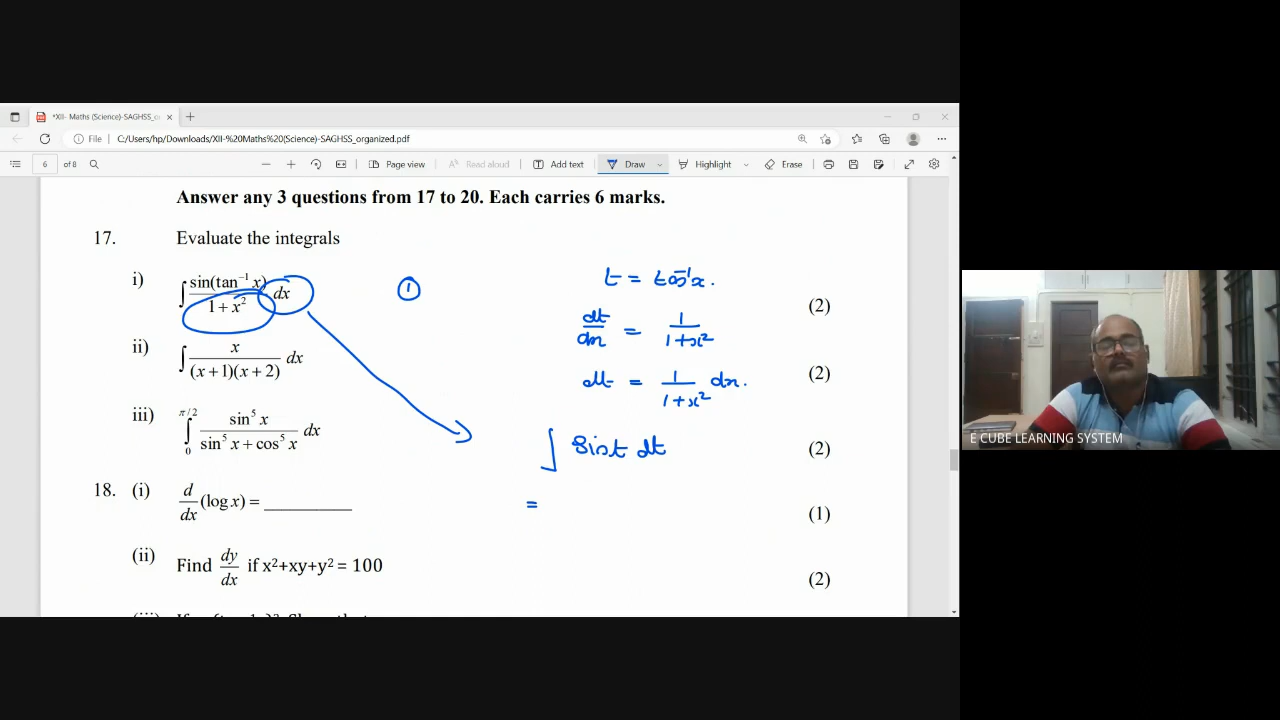 *XII- Maths (Science)-SAGHSS_o
File C:/Users/hp/Downloads/XII-%20Maths%20(Science)-SAGHSS_organized.pdf
6 of 8 Page view Read aloud Add text Draw Highlight Erase
Answer any 3 questions from 17 to 20. Each carries 6 marks.
17. Evaluate the integrals
i) ∫ sin(tan⁻¹ x) / 1 + x² dx (2)
① t = tan⁻¹x.
dt/dx = 1/1+x²
ii) ∫ x / (x+1)(x+2) dx (2)
dt = 1/1+x² dx.
iii) ∫₀^π/2 sin⁵ x / sin⁵ x + cos⁵ x dx (2)
∫ sint dt
=
18. (i) d/dx (log x) = __________ (1)
(ii) Find dy/dx if x²+xy+y² = 100 (2)
E CUBE LEARNING SYSTEM